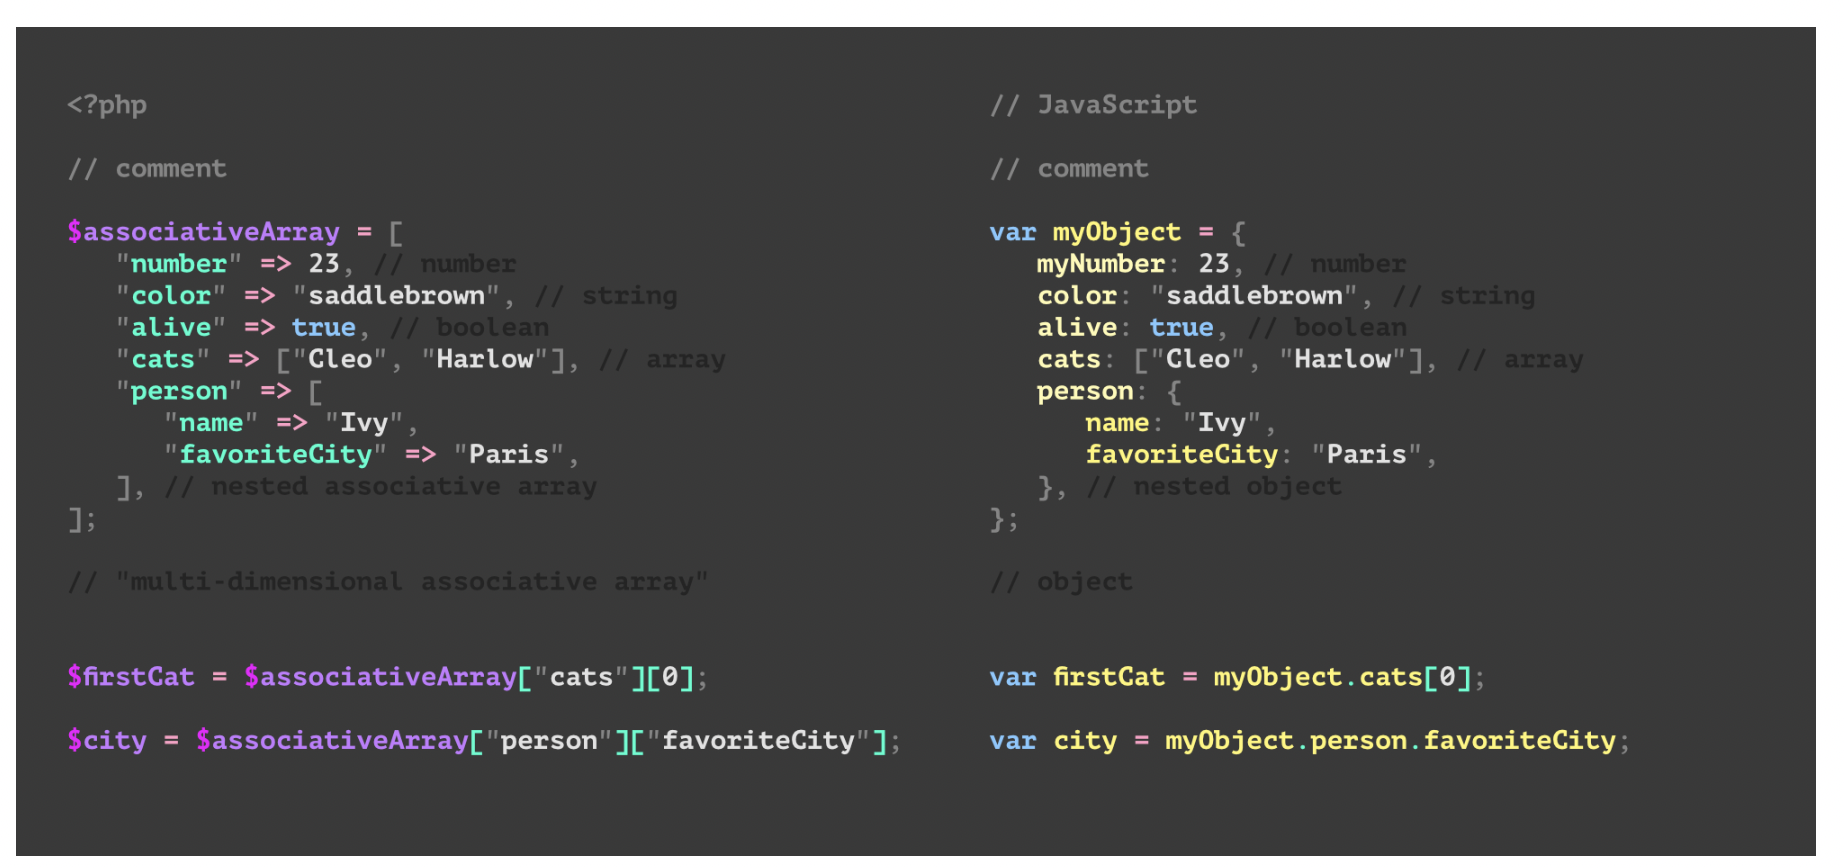 <?php
// comment
$associativeArray = [
"number" => 23, // number
"color" => "saddlebrown", // string
"alive" => true, // boolean
"cats" => ["Cleo", "Harlow"], // array
"person" => [
"name" => "Ivy",
"favoriteCity" => "Paris",
], // nested associative array
];
// "multi-dimensional associative array"
$firstCat = $associativeArray["cats"][0];
$city = $associativeArray["person"]["favoriteCity"];
// JavaScript
// comment
var myObject = {
myNumber: 23, // number
color: "saddlebrown", // string
alive: true, // boolean
cats: ["Cleo", "Harlow"], // array
person: {
name: "Ivy",
favoriteCity: "Paris",
}, // nested object
};
// object
var firstCat = myObject.cats[0];
var city = myObject.person.favoriteCity;